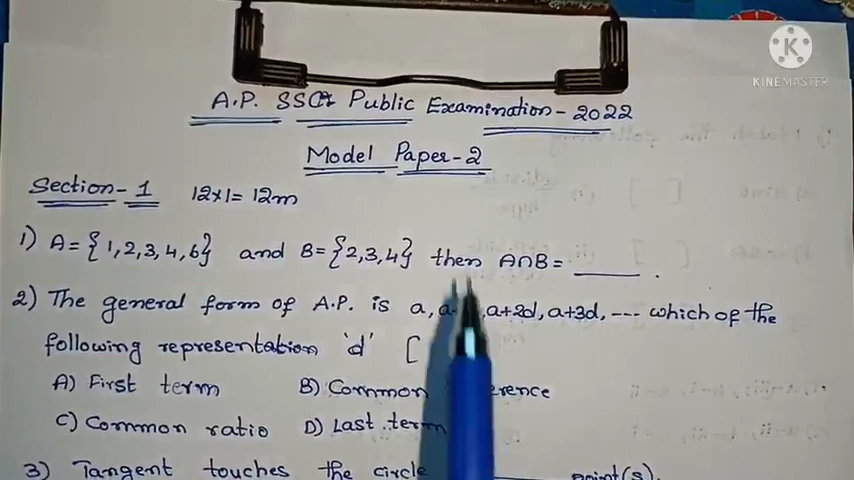 KINEMASTER
A.P. SSC Public Examination - 2022
Model Paper-2
Section-1 12×1=12m
1) A={1,2,3,4,6} and B={2,3,4} then A∩B= ______ .
2) The general form of A.P. is a, a+2d, a+3d, --- which of the
following representation 'd' [
A) First term B) Common
C) Common ratio D) Last term
3) Tangent touches the circle point(s).